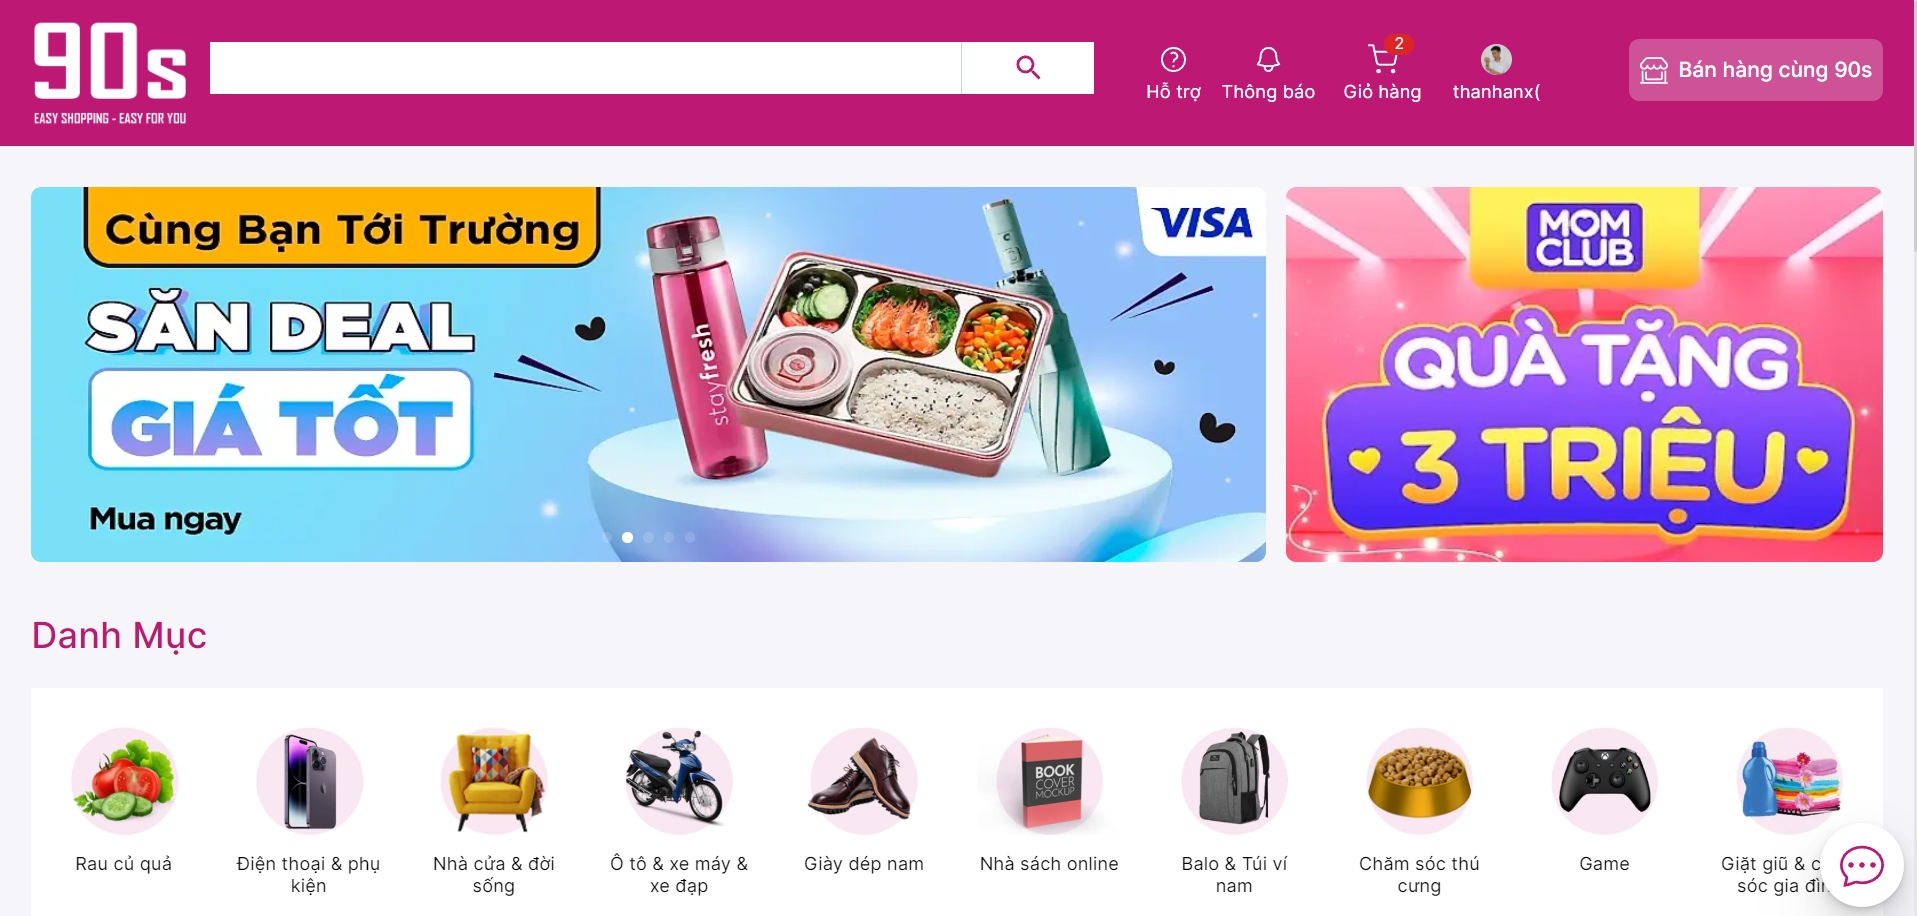 90s
EASY SHOPPING - EASY FOR YOU
Hỗ trợ
Thông báo
2
Giỏ hàng
thanhanx(
Bán hàng cùng 90s
Cùng Bạn Tới Trường
SĂN DEAL
GIÁ TỐT
Mua ngay
stayfresh
VISA
MOM
CLUB
QUÀ TẶNG
3 TRIỆU
Danh Mục
BOOK
COVER
MOCKUP
Rau củ quả
Điện thoại & phụ
kiện
Nhà cửa & đời
sống
Ô tô & xe máy &
xe đạp
Giày dép nam
Nhà sách online
Balo & Túi ví
nam
Chăm sóc thú
cưng
Game
Giặt giũ & c
sóc gia đìn